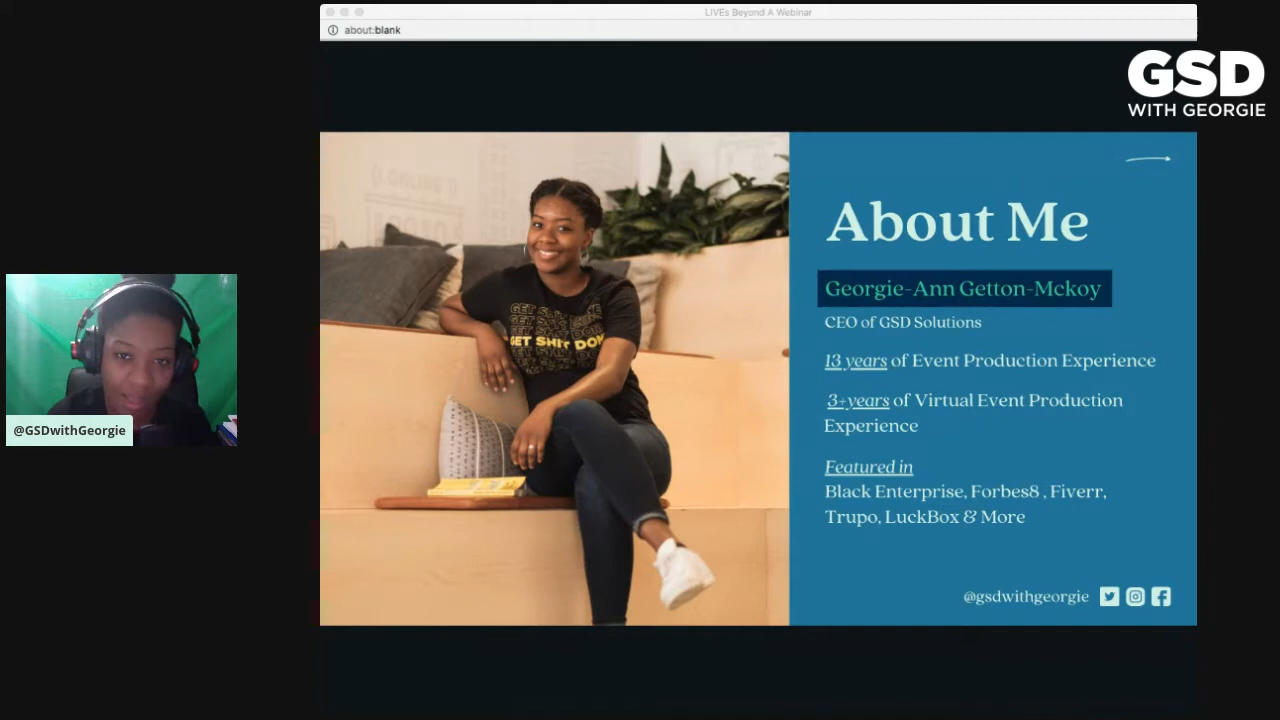 LIVEs Beyond A Webinar
about:blank
GSD
WITH GEORGIE
About Me
Georgie-Ann Getton-Mckoy
CEO of GSD Solutions
13 years of Event Production Experience
3+years of Virtual Event Production
Experience
Featured in
Black Enterprise, Forbes8 , Fiverr,
Trupo, LuckBox & More
@gsdwithgeorgie
GET SHIT DON
@GSDwithGeorgie